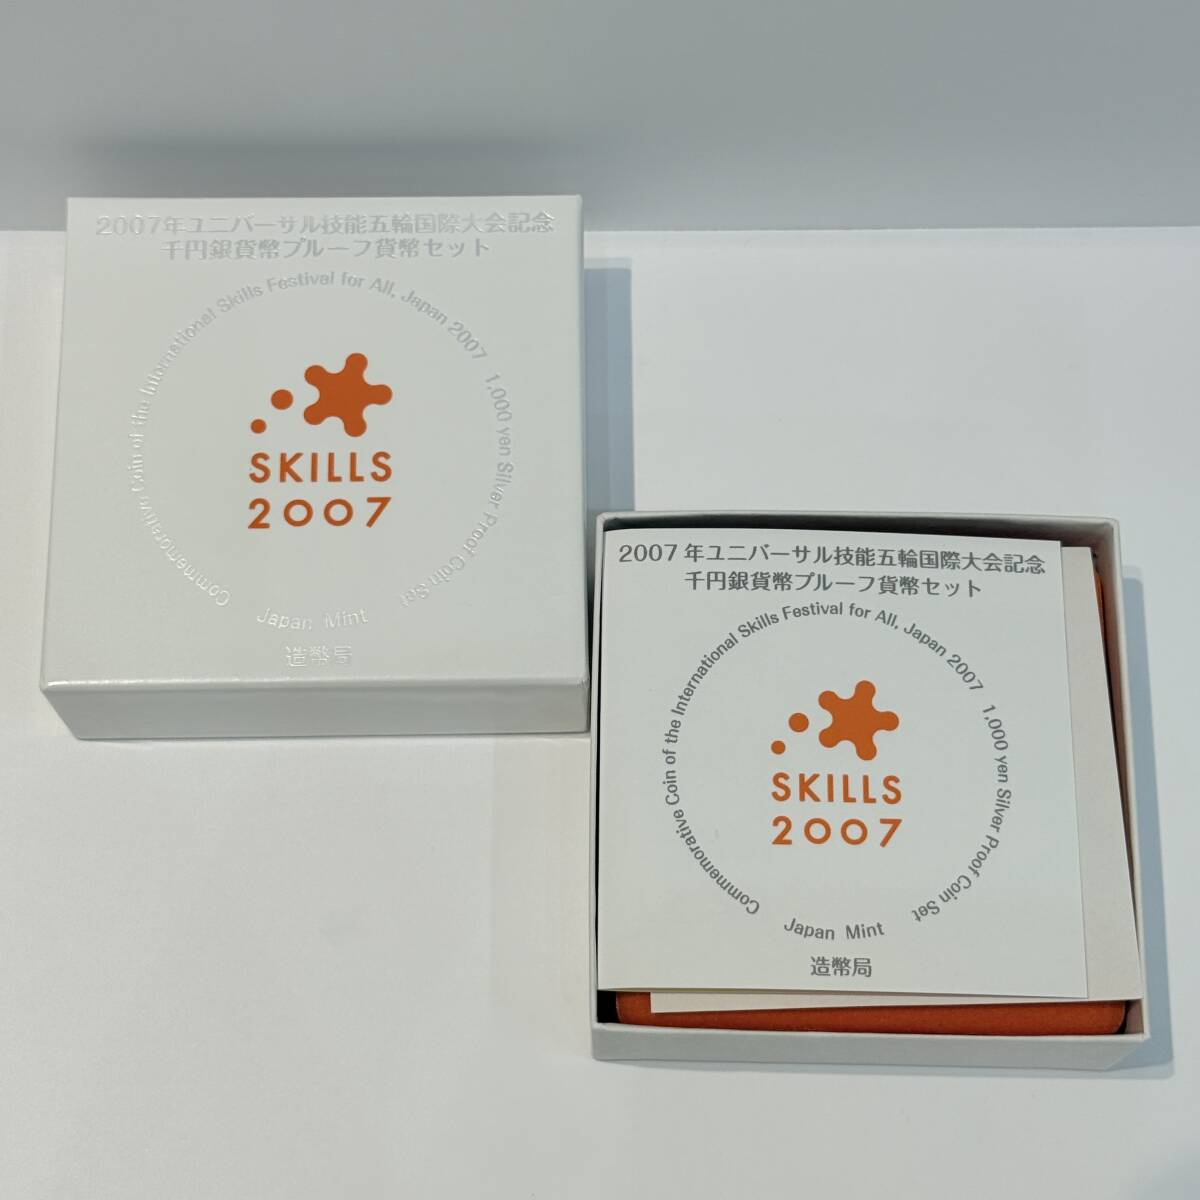 2007年ユニバーサル技能五輪国際大会記念
千円銀貨幣プルーフ貨幣セット
Commemorative Coin of the International Skills Festival for All, Japan 2007 1,000 yen Silver Proof Coin Set
SKILLS
2007
Japan Mint
造幣局
2007年ユニバーサル技能五輪国際大会記念
千円銀貨幣プルーフ貨幣セット
Commemorative Coin of the International Skills Festival for All, Japan 2007 1,000 yen Silver Proof Coin Set
SKILLS
2007
Japan Mint
造幣局